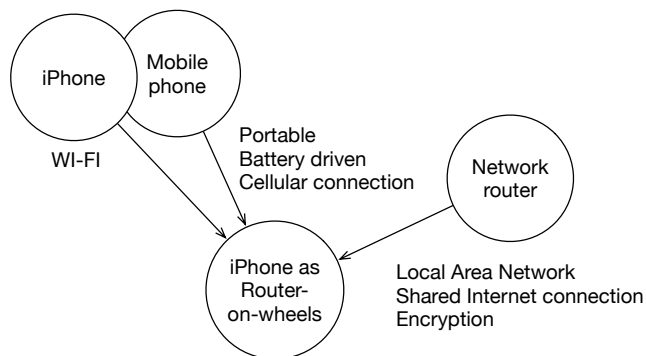 iPhone
Mobile
phone
WI-FI
Portable
Battery driven
Cellular connection
Network
router
iPhone as
Router-
on-wheels
Local Area Network
Shared Internet connection
Encryption